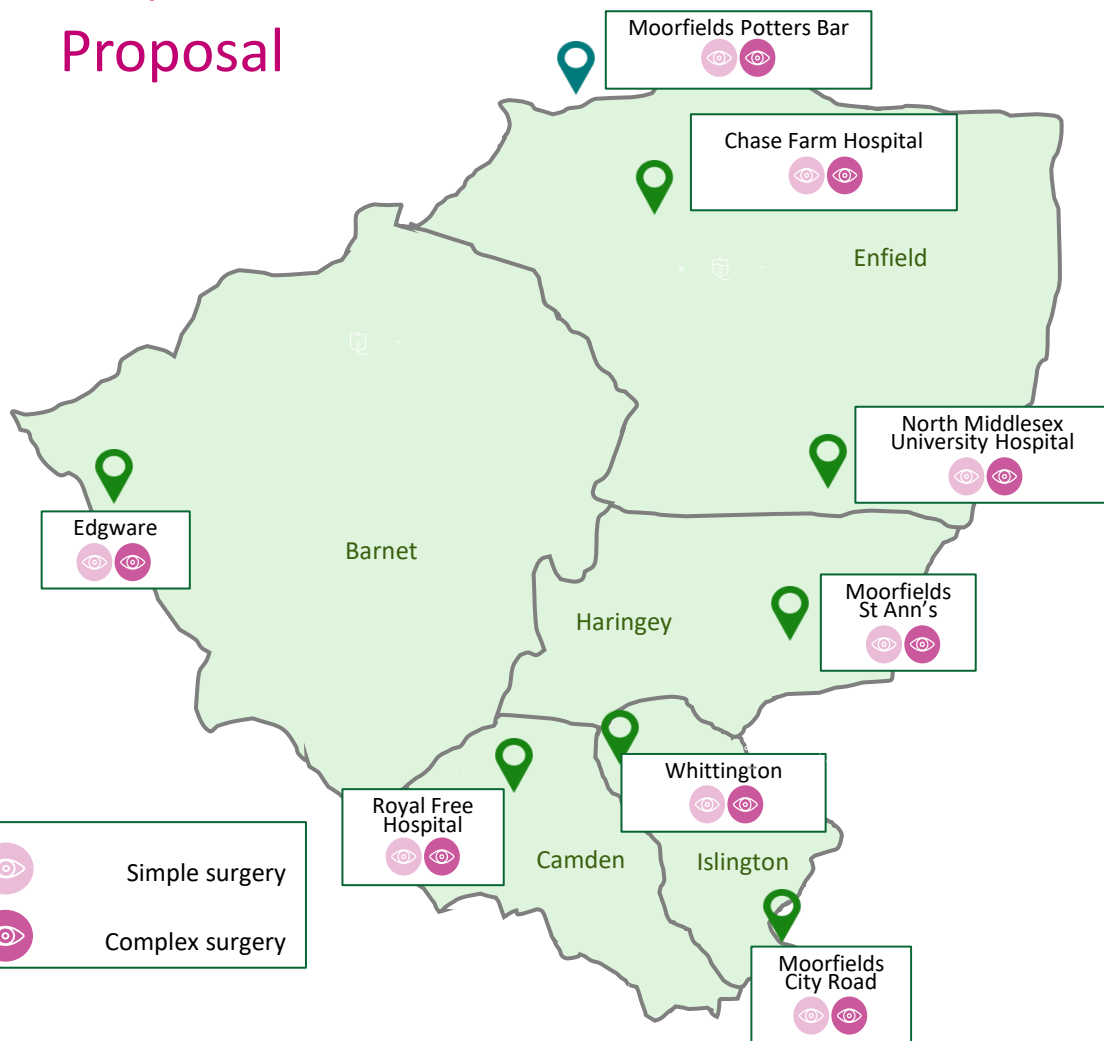 Proposal
Moorfields Potters Bar
Chase Farm Hospital
Enfield
North Middlesex
University Hospital
Edgware
Barnet
Moorfields
St Ann's
Haringey
Whittington
Royal Free
Hospital
Camden
Islington
Simple surgery
Complex surgery
Moorfields
City Road